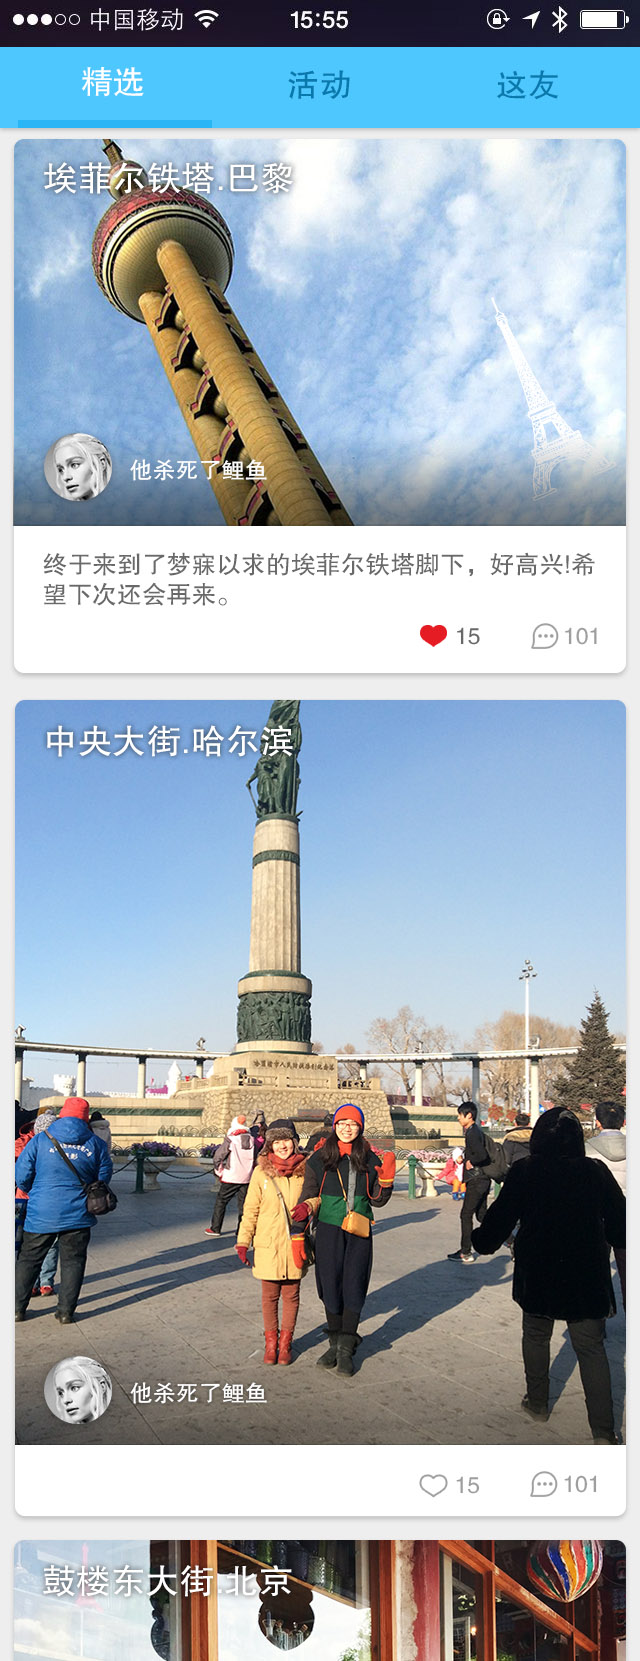 中国移动 15:55
精选 活动 这友
埃菲尔铁塔.巴黎
他杀死了鲤鱼
终于来到了梦寐以求的埃菲尔铁塔脚下，好高兴!希
望下次还会再来。
15 101
中央大街.哈尔滨
他杀死了鲤鱼
15 101
鼓楼东大街.北京